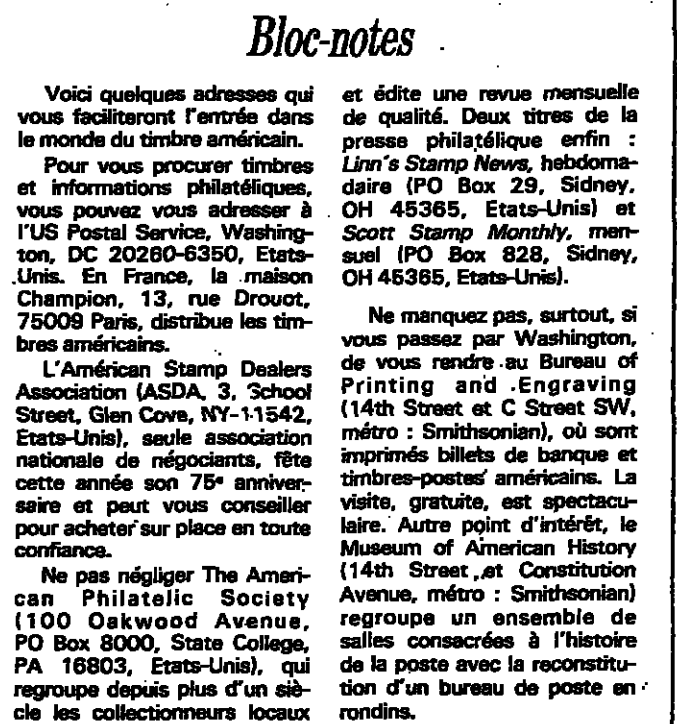 Bloc-notes
Voici quelques adresses qui
vous faciliteront l'entrée dans
le monde du timbre américain.
Pour vous procurer timbres
et informations philatéliques,
vous pouvez vous adresser à
l'US Postal Service, Washing-
ton, DC 20260-6350, Etats-
Unis. En France, la maison
Champion, 13, rue Drouot,
75009 Paris, distribue les tim-
bres américains.
L'Américan Stamp Dealers
Association (ASDA, 3, School
Street, Glen Cove, NY-11542,
Etats-Unis), seule association
nationale de négociants, fête
cette année son 75e anniver-
saire et peut vous conseiller
pour acheter sur place en toute
confiance.
Ne pas négliger The Ameri-
can Philatelic Society
(100 Oakwood Avenue,
PO Box 8000, State College,
PA 16803, Etats-Unis), qui
regroupe depuis plus d'un siè-
cle les collectionneurs locaux
et édite une revue mensuelle
de qualité. Deux titres de la
presse philatélique enfin :
Linn's Stamp News, hebdoma-
daire (PO Box 29, Sidney,
OH 45365, Etats-Unis) et
Scott Stamp Monthly, men-
suel (PO Box 828, Sidney,
OH 45365, Etats-Unis).
Ne manquez pas, surtout, si
vous passez par Washington,
de vous rendre au Bureau of
Printing and Engraving
(14th Street et C Street SW,
métro : Smithsonian), où sont
imprimés billets de banque et
timbres-postes américains. La
visite, gratuite, est spectacu-
laire. Autre point d'intérêt, le
Museum of American History
(14th Street et Constitution
Avenue, métro : Smithsonian)
regroupe un ensemble de
salles consacrées à l'histoire
de la poste avec la reconstitu-
tion d'un bureau de poste en
rondins.